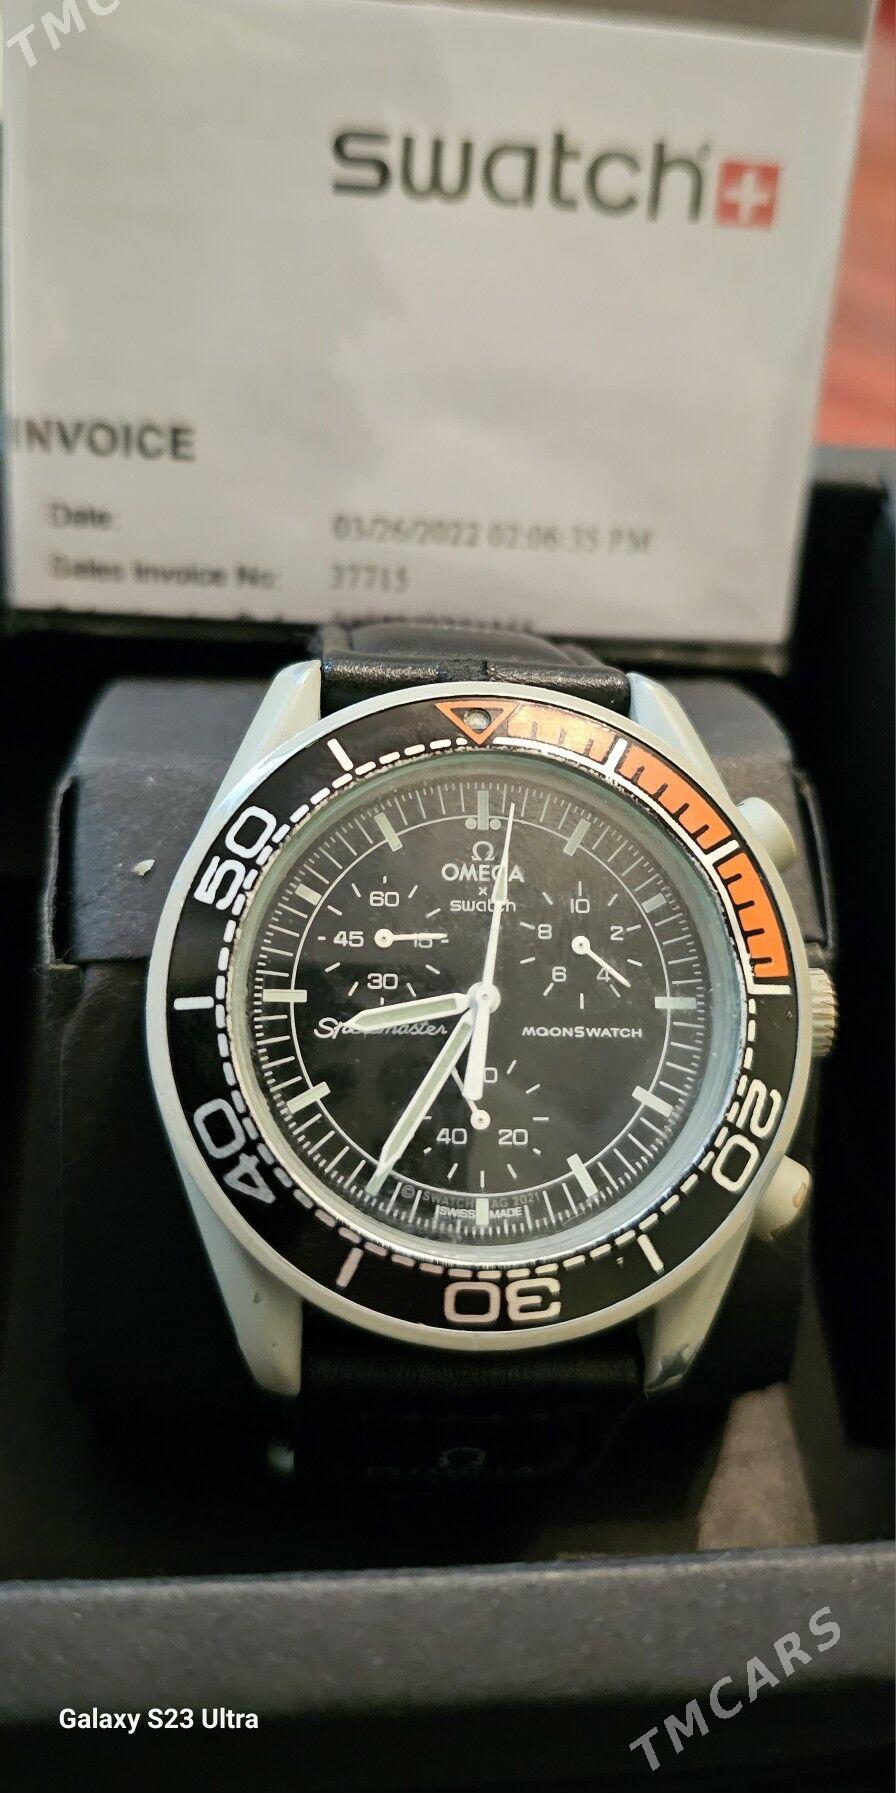 TMC
swatch
INVOICE
Date: 03/26/2022 02:06:35 PM
Sales Invoice No: 37715
50
40
30
20
Ω
OMEGA
×
swatch
60
45 15
30
10
8 2
6 4
Speedmaster
MOONSWATCH
0
40 20
© SWATCH AG 2021
SWISS MADE
Galaxy S23 Ultra
TMCARS